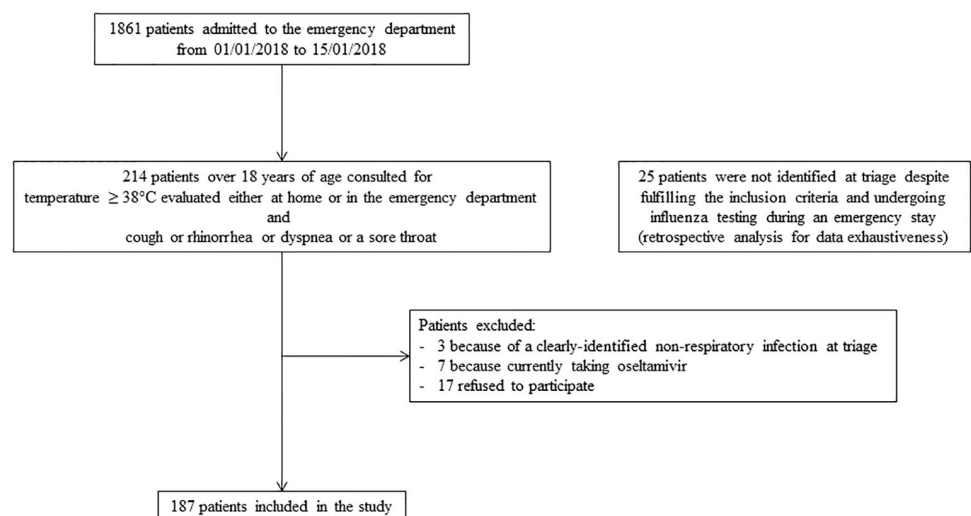 1861 patients admitted to the emergency department
from 01/01/2018 to 15/01/2018
214 patients over 18 years of age consulted for
temperature ≥ 38°C evaluated either at home or in the emergency department
and
cough or rhinorrhea or dyspnea or a sore throat
25 patients were not identified at triage despite
fulfilling the inclusion criteria and undergoing
influenza testing during an emergency stay
(retrospective analysis for data exhaustiveness)
Patients excluded:
- 3 because of a clearly-identified non-respiratory infection at triage
- 7 because currently taking oseltamivir
- 17 refused to participate
187 patients included in the study